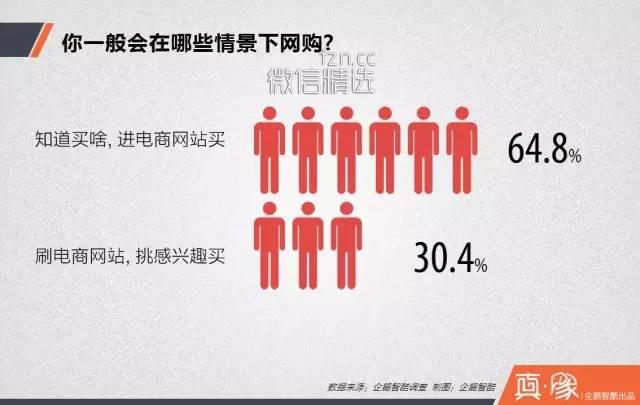 你一般会在哪些情景下网购?
fzn.cc
微信精选
知道买啥, 进电商网站买
64.8%
刷电商网站, 挑感兴趣买
30.4%
数据来源: 企鹅智酷调查 制图: 企鹅智酷
真·象 | 企鹅智酷出品